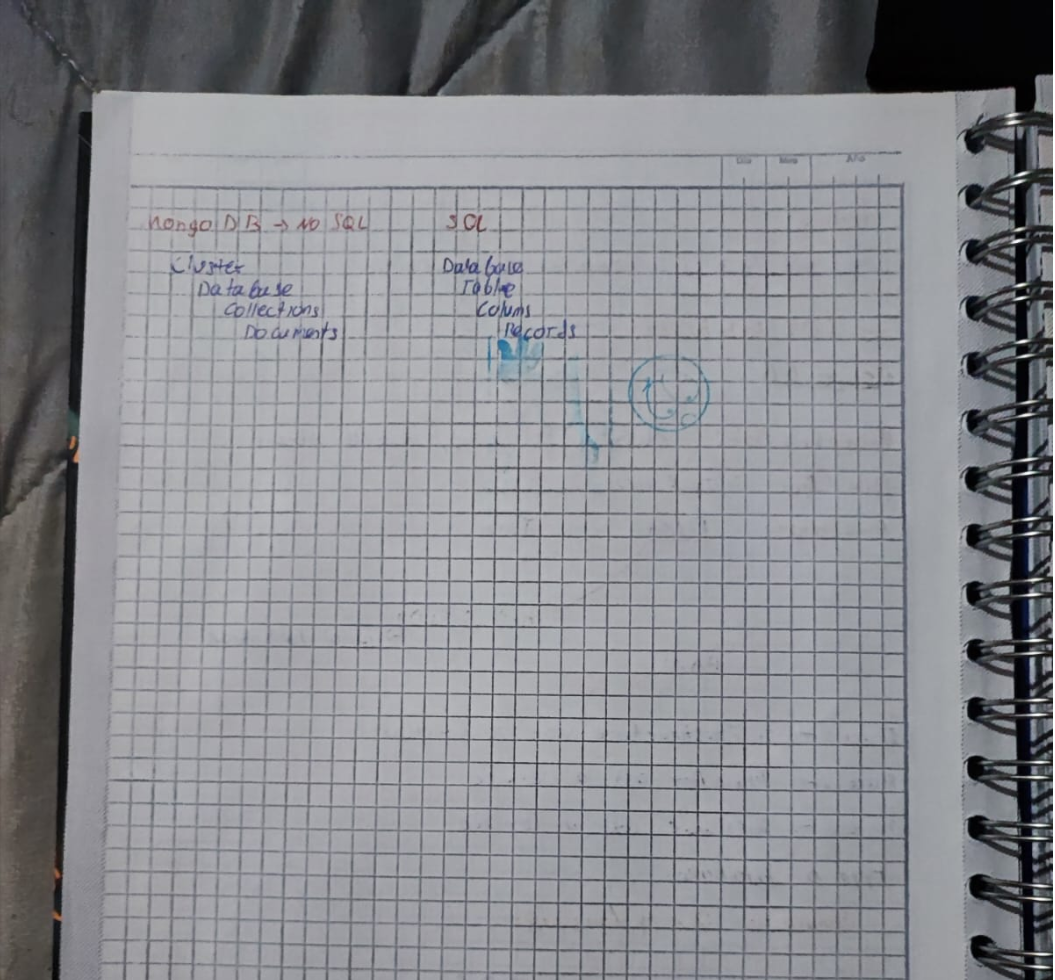 MongoDB → NO SQL
SQL
Cluster
Database
Collections
Documents
Database
Table
Colums
Records
Día Mes Año